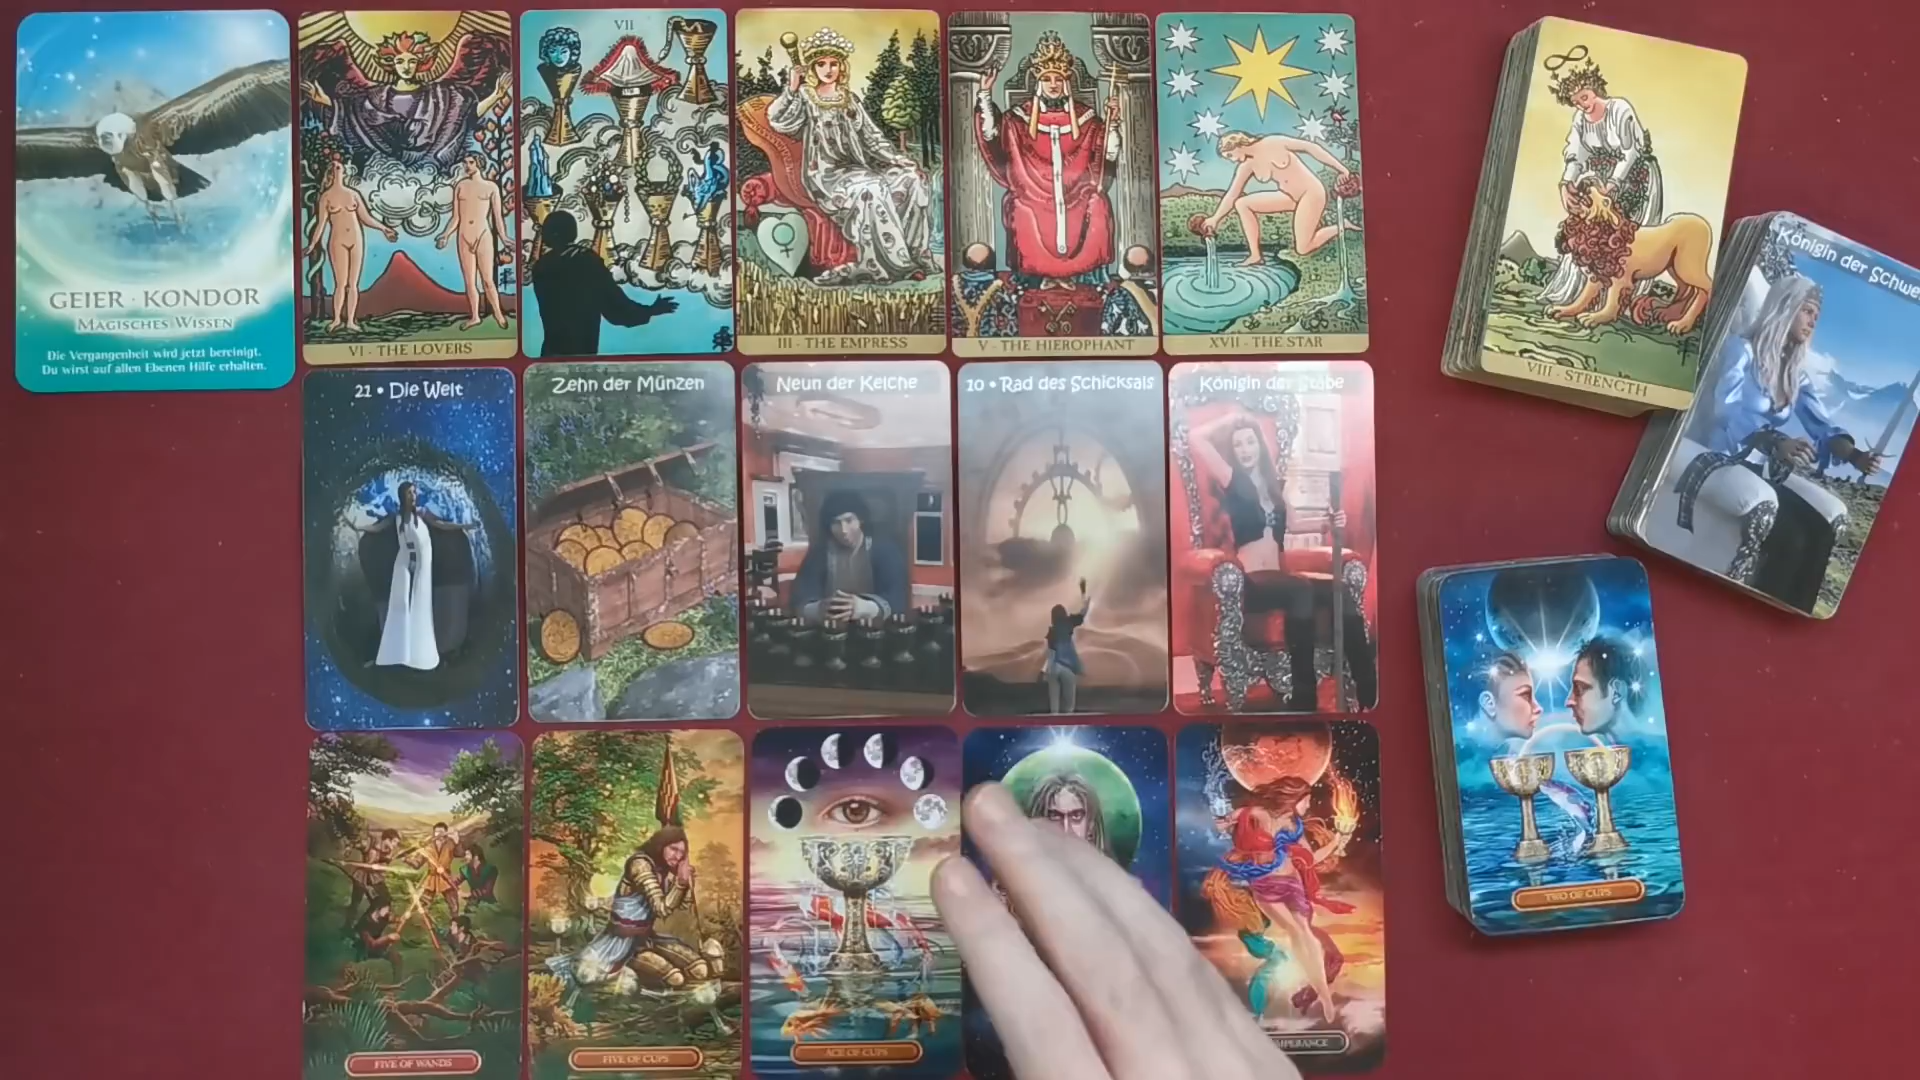 GEIER · KONDOR
MAGISCHES WISSEN
Die Vergangenheit wird jetzt bereinigt.
Du wirst auf allen Ebenen Hilfe erhalten.
VI - THE LOVERS
VII
III - THE EMPRESS
V - THE HIEROPHANT
XVII - THE STAR
VIII - STRENGTH
Königin der Schwe
21 • Die Welt
Zehn der Münzen
Neun der Kelche
10 • Rad des Schicksals
Königin der Stäbe
TWO OF CUPS
FIVE OF WANDS
FIVE OF CUPS
ACE OF CUPS
MPERANCE